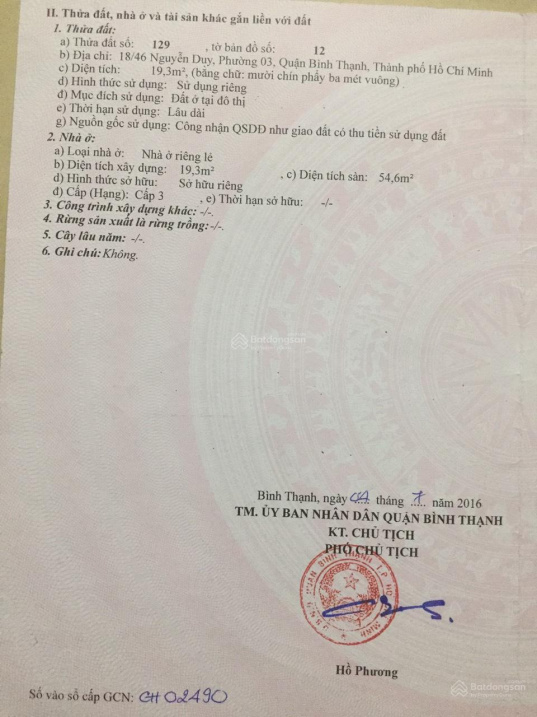 II. Thửa đất, nhà ở và tài sản khác gắn liền với đất
1. Thửa đất:
a) Thửa đất số: 129 , tờ bản đồ số: 12
b) Địa chỉ: 18/46 Nguyễn Duy, Phường 03, Quận Bình Thạnh, Thành phố Hồ Chí Minh
c) Diện tích: 19,3m², (bằng chữ: mười chín phẩy ba mét vuông)
d) Hình thức sử dụng: Sử dụng riêng
đ) Mục đích sử dụng: Đất ở tại đô thị
e) Thời hạn sử dụng: Lâu dài
g) Nguồn gốc sử dụng: Công nhận QSDĐ như giao đất có thu tiền sử dụng đất
2. Nhà ở:
a) Loại nhà ở: Nhà ở riêng lẻ
b) Diện tích xây dựng: 19,3m² , c) Diện tích sàn: 54,6m²
d) Hình thức sở hữu: Sở hữu riêng
đ) Cấp (Hạng): Cấp 3 , e) Thời hạn sở hữu: -/-
3. Công trình xây dựng khác: -/-.
4. Rừng sản xuất là rừng trồng: -/-.
5. Cây lâu năm: -/-.
6. Ghi chú: Không.
Batdongsan
Bình Thạnh, ngày tháng năm 2016
TM. ỦY BAN NHÂN DÂN QUẬN BÌNH THẠNH
KT. CHỦ TỊCH
PHÓ CHỦ TỊCH
Hồ Phương
Số vào sổ cấp GCN: CH 02490
Batdongsan